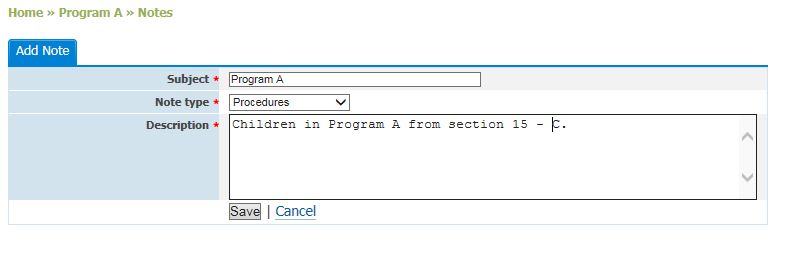 Home » Program A » Notes
Add Note
Subject * Program A
Note type * Procedures
Description * Children in Program A from section 15 - C.
Save | Cancel